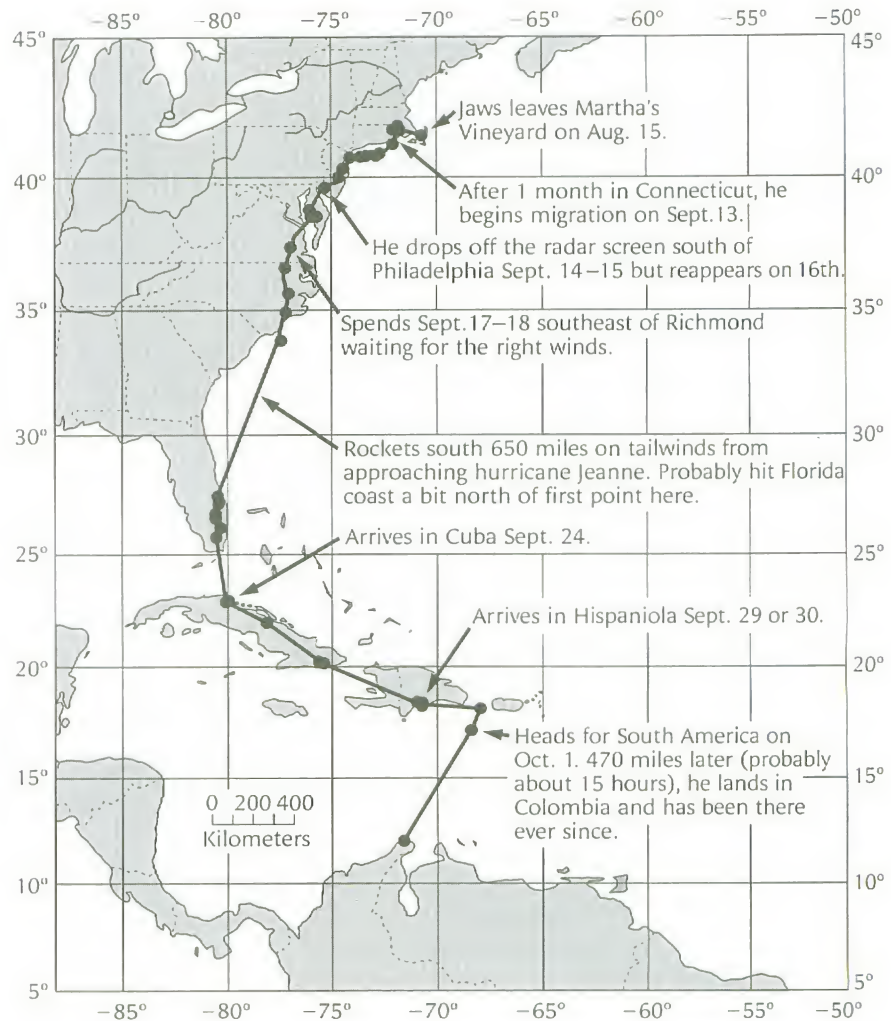 −85° −80° −75° −70° −65° −60° −55° −50°
45° 45°
Jaws leaves Martha's
Vineyard on Aug. 15.
40° 40°
After 1 month in Connecticut, he
begins migration on Sept.13.
He drops off the radar screen south of
Philadelphia Sept. 14–15 but reappears on 16th.
35° 35°
Spends Sept.17–18 southeast of Richmond
waiting for the right winds.
30° 30°
Rockets south 650 miles on tailwinds from
approaching hurricane Jeanne. Probably hit Florida
coast a bit north of first point here.
25° 25°
Arrives in Cuba Sept. 24.
Arrives in Hispaniola Sept. 29 or 30.
20° 20°
Heads for South America on
Oct. 1. 470 miles later (probably
about 15 hours), he lands in
Colombia and has been there
ever since.
15° 15°
0 200 400
Kilometers
10° 10°
5° 5°
−85° −80° −75° −70° −65° −60° −55° −50°